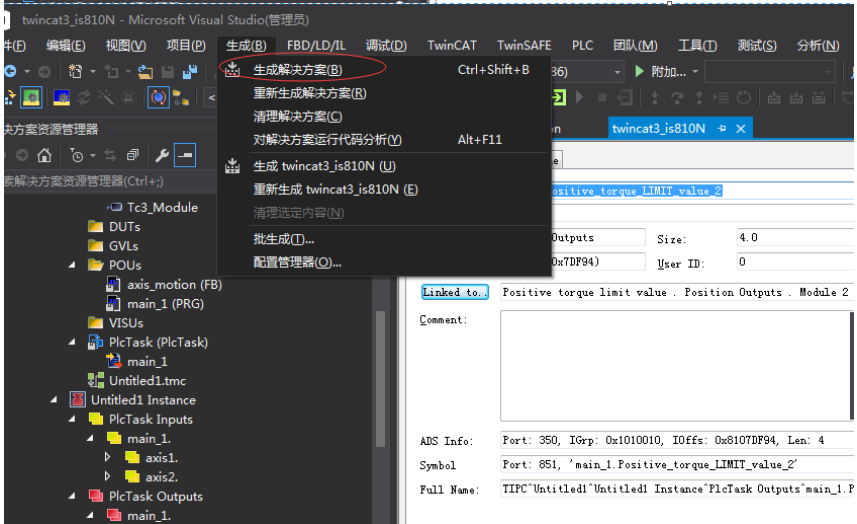 twincat3_is810N - Microsoft Visual Studio(管理员)
件(F) 编辑(E) 视图(V) 项目(P) 生成(B) FBD/LD/IL 调试(D) TwinCAT TwinSAFE PLC 团队(M) 工具(T) 测试(S) 分析(N)
生成解决方案(B) Ctrl+Shift+B
附加...
重新生成解决方案(R)
清理解决方案(C)
对解决方案运行代码分析(Y) Alt+F11
生成 twincat3_is810N (U)
重新生成 twincat3_is810N (E)
清理选定内容(N)
批生成(T)...
配置管理器(O)...
决方案资源管理器
twincat3_is810N
索解决方案资源管理器(Ctrl+;)
Tc3_Module
DUTs
GVLs
POUs
axis_motion (FB)
main_1 (PRG)
VISUs
PlcTask (PlcTask)
main_1
Untitled1.tmc
Untitled1 Instance
PlcTask Inputs
main_1.
axis1.
axis2.
PlcTask Outputs
main_1.
ositive_torque_LIMIT_value_2
Outputs Size: 4.0
0x7DF94) User ID: 0
Linked to.. Positive torque limit value . Position Outputs . Module 2
Comment:
ADS Info: Port: 350, IGrp: 0x1010010, IOffs: 0x8107DF94, Len: 4
Symbol Port: 851, 'main_1.Positive_torque_LIMIT_value_2'
Full Name: TIPC^Untitled1^Untitled1 Instance^PlcTask Outputs^main_1.P